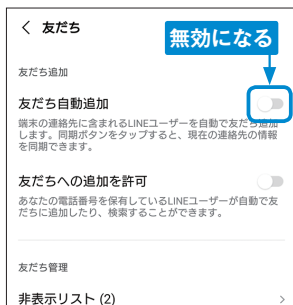 く 友だち
無効になる
友だち追加
友だち自動追加
端末の連絡先に含まれるLINEユーザーを自動で友だち追加
します。同期ボタンをタップすると、現在の連絡先の情報
を同期できます。
友だちへの追加を許可
あなたの電話番号を保有しているLINEユーザーが自動で友
だちに追加したり、検索することができます。
友だち管理
非表示リスト (2)